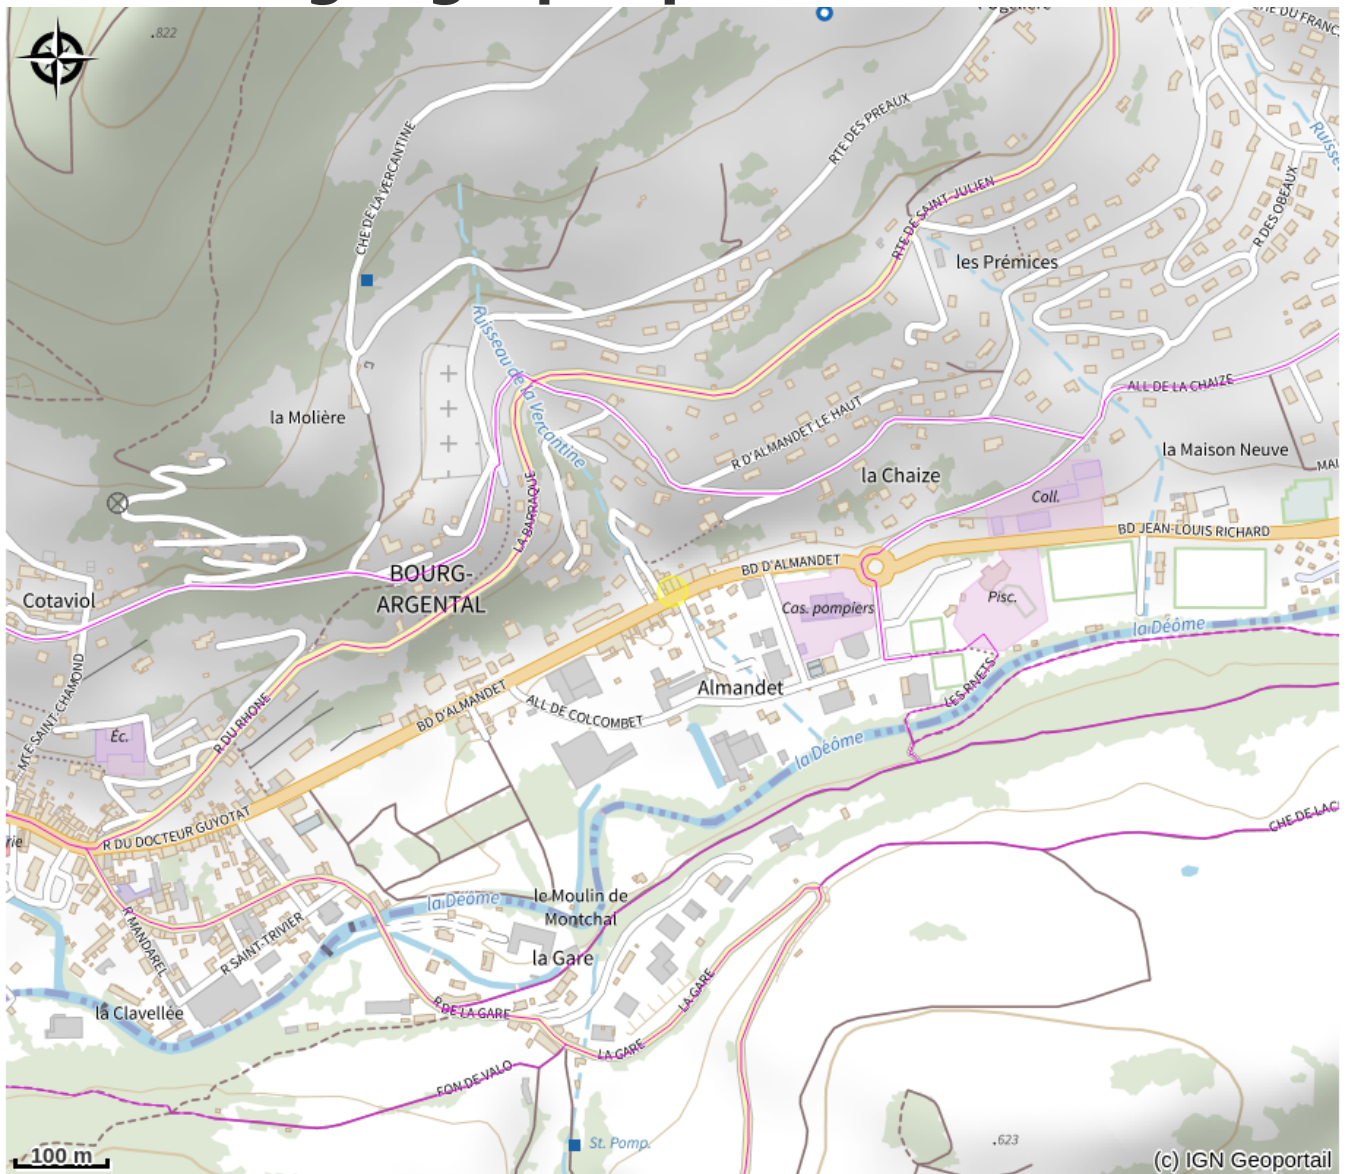 .822
CHE DE LA VERCANTINE
RTE DES PREAUX
RTE DE SAINT-JULIEN
R DES OBEAUX
les Prémices
Ruisseau de la Vercantine
ALL DE LA CHAIZE
la Molière
R D'ALMANDET LE HAUT
la Maison Neuve
la Chaize
Coll.
LA BARRAQUE
BD JEAN-LOUIS RICHARD
BD D'ALMANDET
BOURG-
ARGENTAL
Cotaviol
Cas. pompiers
Pisc.
la Déôme
MTE SAINT-CHAMOND
Almandet
LES RIVETS
BD D'ALMANDET
ALL DE COLCOMBET
R DU RHONE
Éc.
la Déôme
R DU DOCTEUR GUYOTAT
CHE DE LAC
la Déôme
le Moulin de
Montchal
R MANDAREL
R SAINT-TRIVIER
la Gare
LA GARE
R DE LA GARE
la Clavellée
LA GARE
FON DE VALO
St. Pomp.
.623
100 m
(c) IGN Geoportail